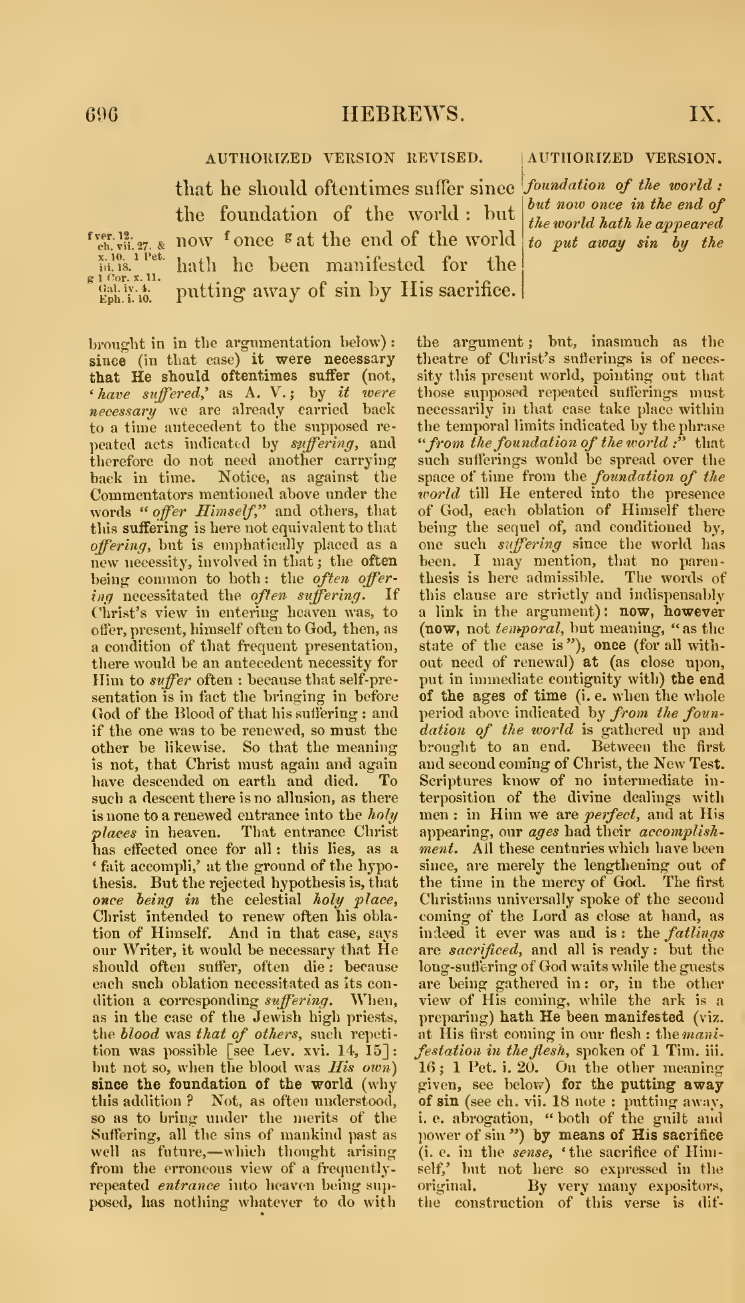 696
HEBREWS.
IX.
AUTHORIZED VERSION REVISED.
that he should oftentimes suffer since
the foundation of the world : but
now f once g at the end of the world
hath he been manifested for the
putting away of sin by His sacrifice.
f ver. 12.
ch. vii. 27. &
x. 10. 1 Pet.
iii. 18.
g 1 Cor. x. 11.
Gal. iv. 4.
Eph. i. 10.
AUTHORIZED VERSION.
foundation of the world :
but now once in the end of
the world hath he appeared
to put away sin by the
brought in in the argumentation below) :
since (in that case) it were necessary
that He should oftentimes suffer (not,
‘have suffered,’ as A. V.; by it were
necessary we are already carried back
to a time antecedent to the supposed re-
peated acts indicated by suffering, and
therefore do not need another carrying
back in time. Notice, as against the
Commentators mentioned above under the
words “offer Himself,” and others, that
this suffering is here not equivalent to that
offering, but is emphatically placed as a
new necessity, involved in that ; the often
being common to both : the often offer-
ing necessitated the often suffering. If
Christ’s view in entering heaven was, to
offer, present, himself often to God, then, as
a condition of that frequent presentation,
there would be an antecedent necessity for
Him to suffer often : because that self-pre-
sentation is in fact the bringing in before
God of the Blood of that his suffering : and
if the one was to be renewed, so must the
other be likewise. So that the meaning
is not, that Christ must again and again
have descended on earth and died. To
such a descent there is no allusion, as there
is none to a renewed entrance into the holy
places in heaven. That entrance Christ
has effected once for all : this lies, as a
‘ fait accompli,’ at the ground of the hypo-
thesis. But the rejected hypothesis is, that
once being in the celestial holy place,
Christ intended to renew often his obla-
tion of Himself. And in that case, says
our Writer, it would be necessary that He
should often suffer, often die : because
each such oblation necessitated as its con-
dition a corresponding suffering. When,
as in the case of the Jewish high priests,
the blood was that of others, such repeti-
tion was possible [see Lev. xvi. 14, 15] :
but not so, when the blood was His own)
since the foundation of the world (why
this addition ? Not, as often understood,
so as to bring under the merits of the
Suffering, all the sins of mankind past as
well as future,—which thought arising
from the erroneous view of a frequently-
repeated entrance into heaven being sup-
posed, has nothing whatever to do with
the argument ; but, inasmuch as the
theatre of Christ’s sufferings is of neces-
sity this present world, pointing out that
those supposed repeated sufferings must
necessarily in that case take place within
the temporal limits indicated by the phrase
“from the foundation of the world :” that
such sufferings would be spread over the
space of time from the foundation of the
world till He entered into the presence
of God, each oblation of Himself there
being the sequel of, and conditioned by,
one such suffering since the world has
been. I may mention, that no paren-
thesis is here admissible. The words of
this clause are strictly and indispensably
a link in the argument) : now, however
(now, not temporal, but meaning, “as the
state of the case is”), once (for all with-
out need of renewal) at (as close upon,
put in immediate contignity with) the end
of the ages of time (i. e. when the whole
period above indicated by from the foun-
dation of the world is gathered up and
brought to an end. Between the first
and second coming of Christ, the New Test.
Scriptures know of no intermediate in-
terposition of the divine dealings with
men : in Him we are perfect, and at His
appearing, our ages had their accomplish-
ment. All these centuries which have been
since, are merely the lengthening out of
the time in the mercy of God. The first
Christians universally spoke of the second
coming of the Lord as close at hand, as
indeed it ever was and is : the fatlings
are sacrificed, and all is ready : but the
long-suffering of God waits while the guests
are being gathered in : or, in the other
view of His coming, while the ark is a
preparing) hath He been manifested (viz.
at His first coming in our flesh : the mani-
festation in the flesh, spoken of 1 Tim. iii.
16 ; 1 Pet. i. 20. On the other meaning
given, see below) for the putting away
of sin (see ch. vii. 18 note : putting away,
i. e. abrogation, “ both of the guilt and
power of sin ”) by means of His sacrifice
(i. e. in the sense, ‘the sacrifice of Him-
self,’ but not here so expressed in the
original. By very many expositors,
the construction of this verse is dif-